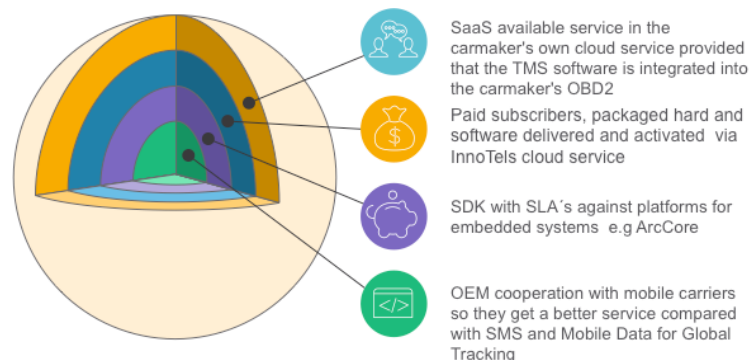 SaaS available service in the
carmaker's own cloud service provided
that the TMS software is integrated into
the carmaker's OBD2
$
Paid subscribers, packaged hard and
software delivered and activated  via
InnoTels cloud service
SDK with SLA´s against platforms for
embedded systems  e.g ArcCore
</>
OEM cooperation with mobile carriers
so they get a better service compared
with SMS and Mobile Data for Global
Tracking